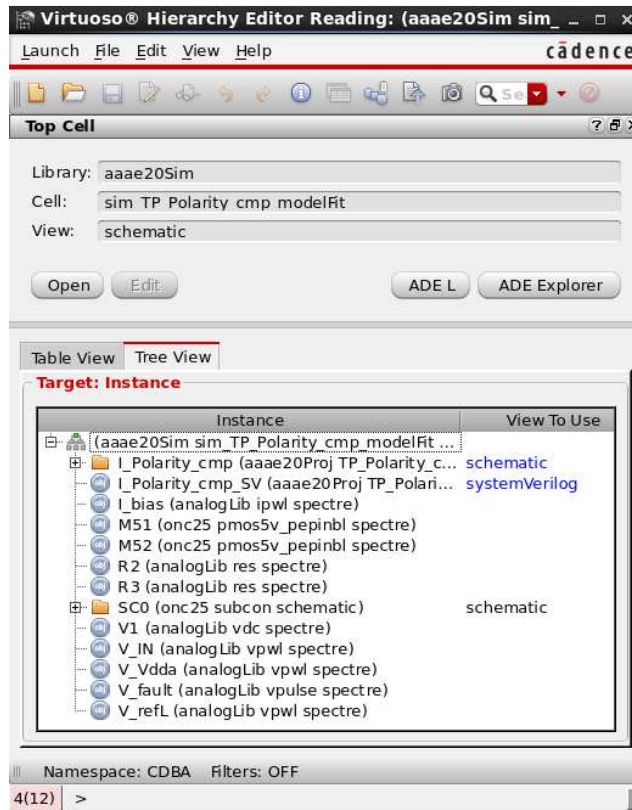 Virtuoso® Hierarchy Editor Reading: (aaae20Sim sim_
Launch File Edit View Help cādence
Se
Top Cell
Library: aaae20Sim
Cell: sim TP Polarity cmp modelFit
View: schematic
Open Edit ADE L ADE Explorer
Table View Tree View
Target: Instance
Instance View To Use
(aaae20Sim sim_TP_Polarity_cmp_modelFit ...
I_Polarity_cmp (aaae20Proj TP_Polarity_c... schematic
I_Polarity_cmp_SV (aaae20Proj TP_Polari... systemVerilog
I_bias (analogLib ipwl spectre)
M51 (onc25 pmos5v_pepinbl spectre)
M52 (onc25 pmos5v_pepinbl spectre)
R2 (analogLib res spectre)
R3 (analogLib res spectre)
SC0 (onc25 subcon schematic) schematic
V1 (analogLib vdc spectre)
V_IN (analogLib vpwl spectre)
V_Vdda (analogLib vpwl spectre)
V_fault (analogLib vpulse spectre)
V_refL (analogLib vpwl spectre)
Namespace: CDBA Filters: OFF
4(12) >